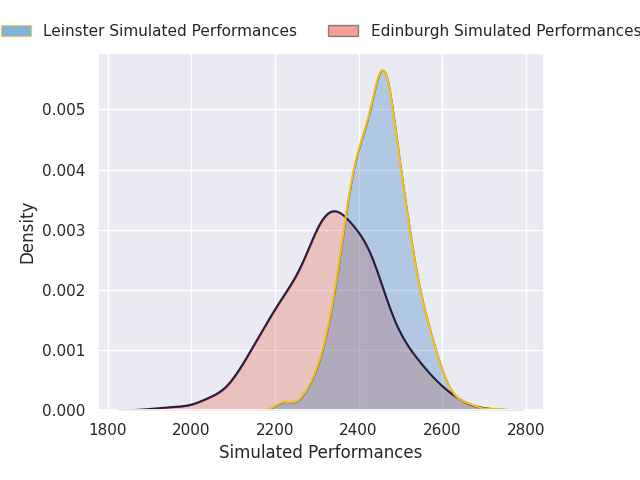 Leinster Simulated Performances
Edinburgh Simulated Performances
Density
0.005
0.004
0.003
0.002
0.001
0.000
1800 2000 2200 2400 2600 2800
Simulated Performances